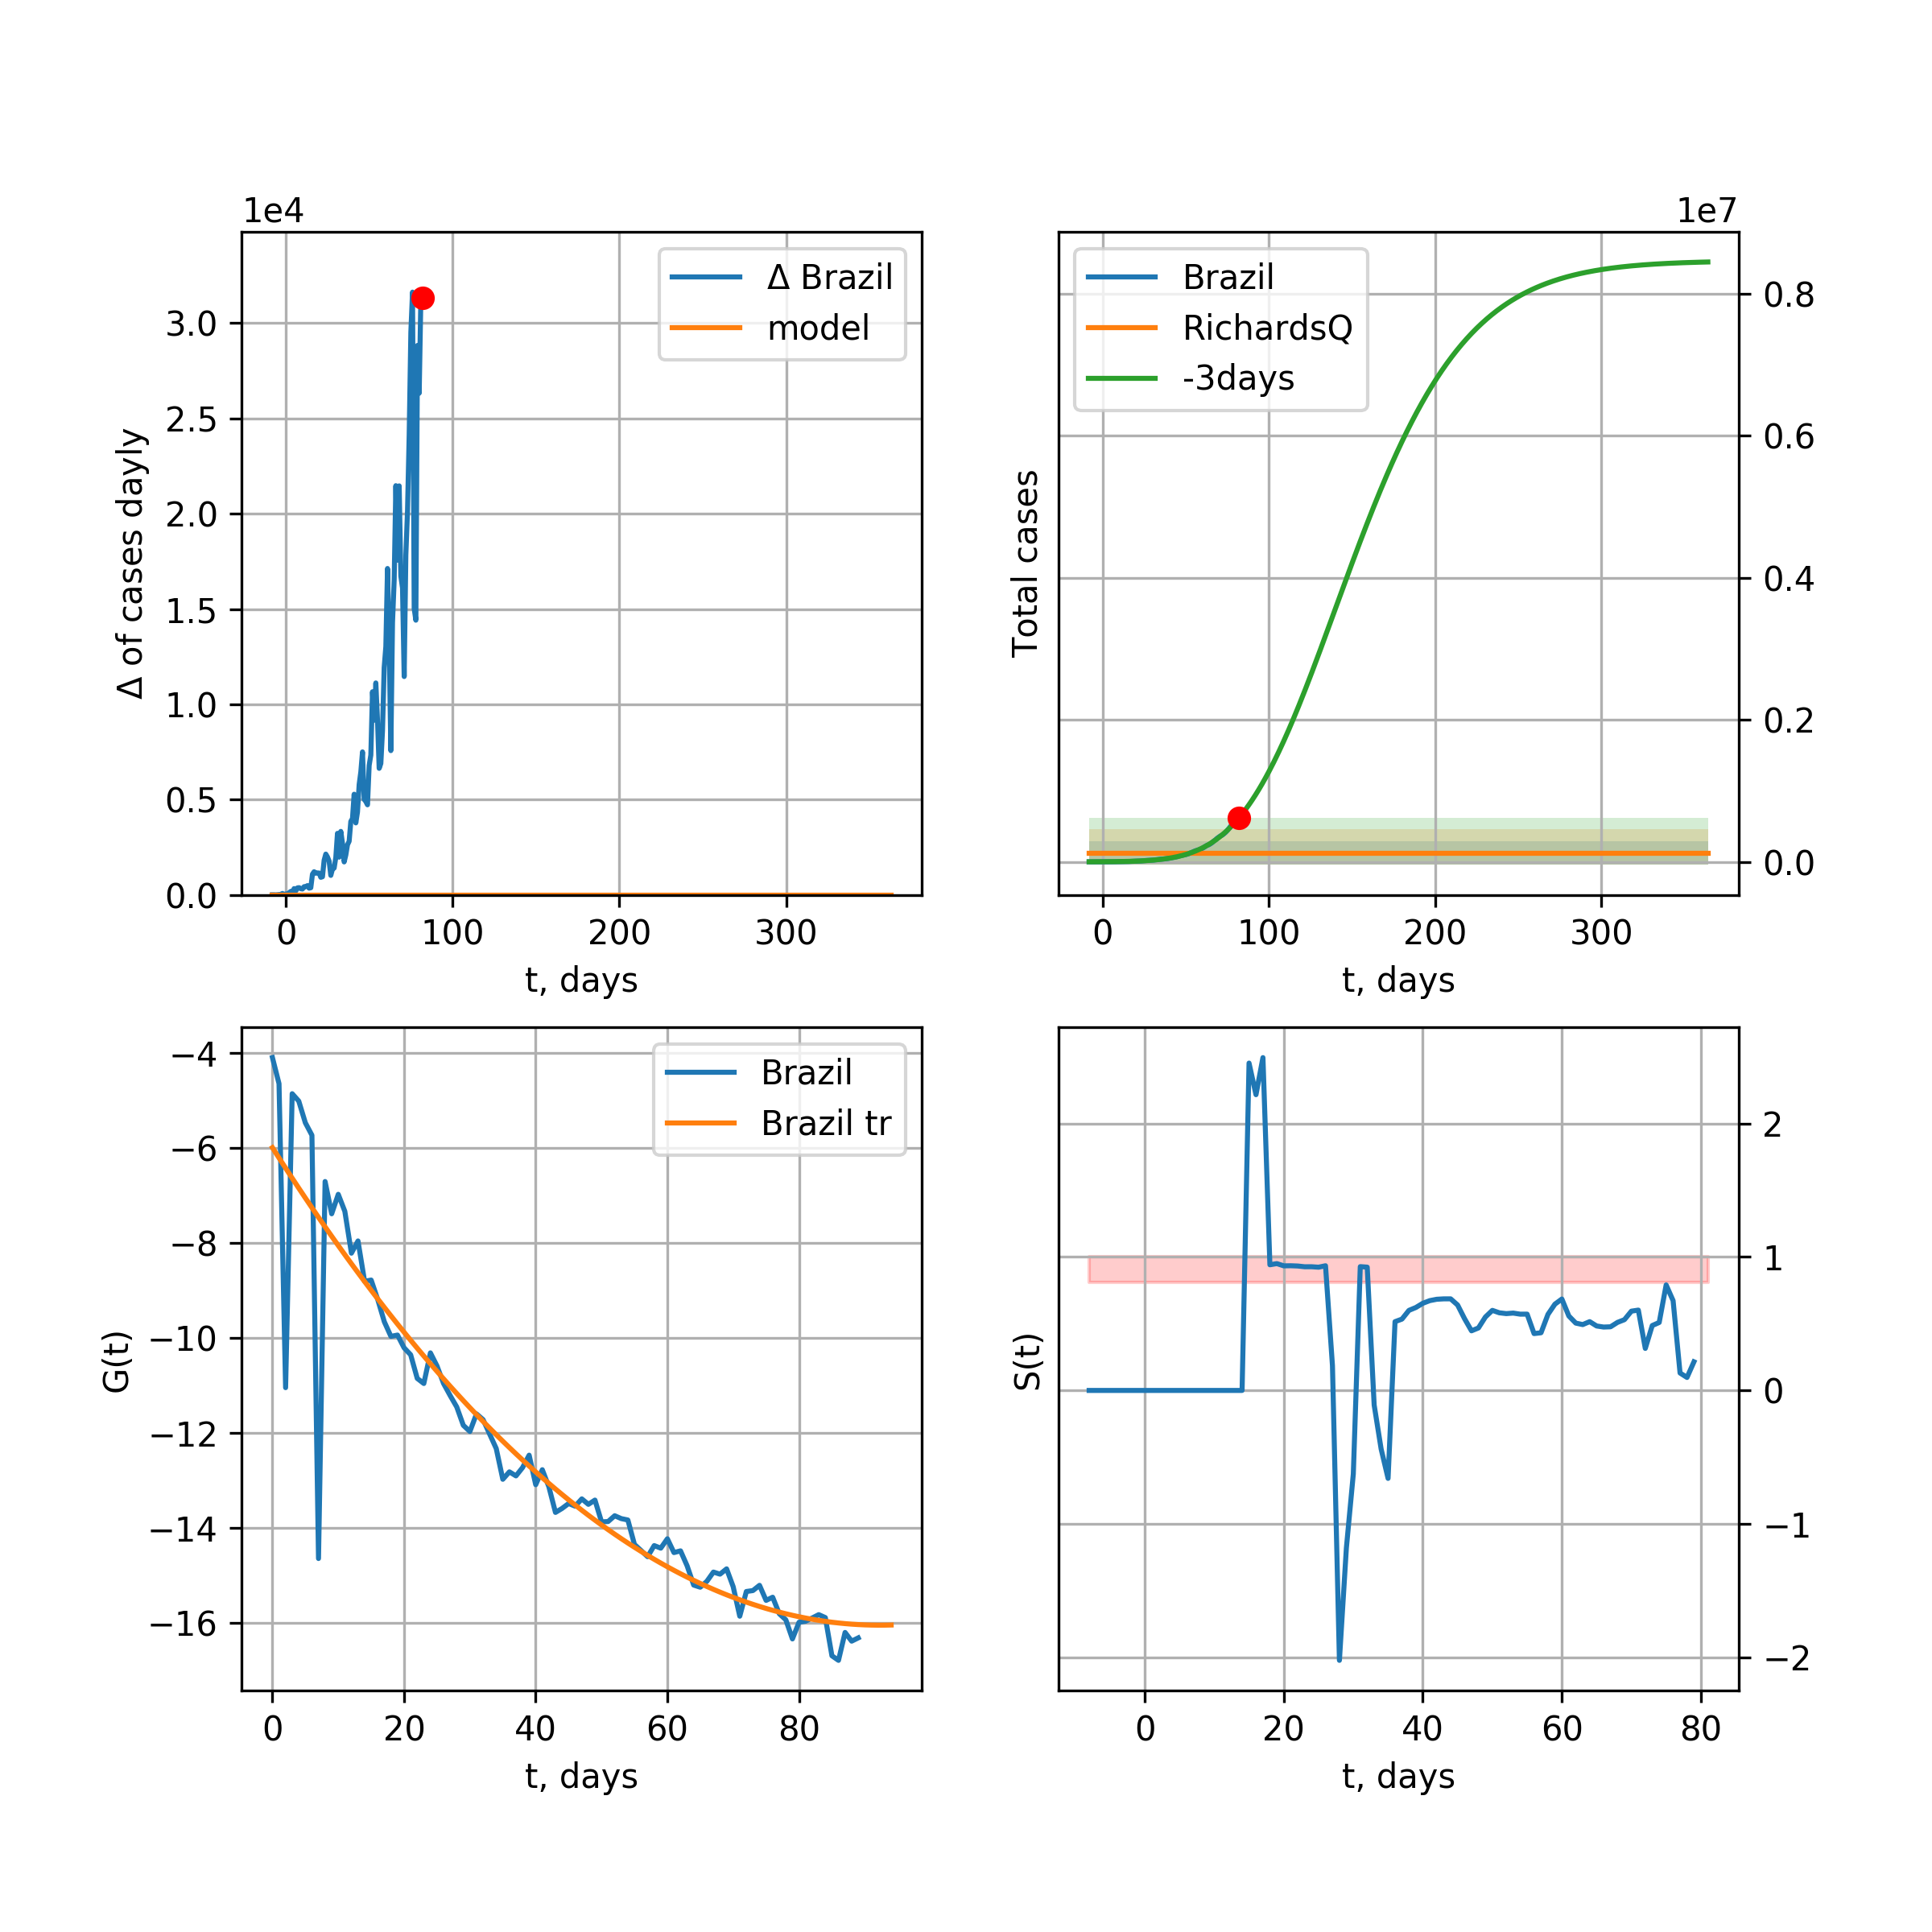 1e4
Δ of cases dayly
3.0
2.5
2.0
1.5
1.0
0.5
0.0
0 100 200 300
t, days
Δ Brazil
model
1e7
Total cases
0.8
0.6
0.4
0.2
0.0
0 100 200 300
t, days
Brazil
RichardsQ
-3days
G(t)
−4
−6
−8
−10
−12
−14
−16
0 20 40 60 80
t, days
Brazil
Brazil tr
S(t)
2
1
0
−1
−2
0 20 40 60 80
t, days